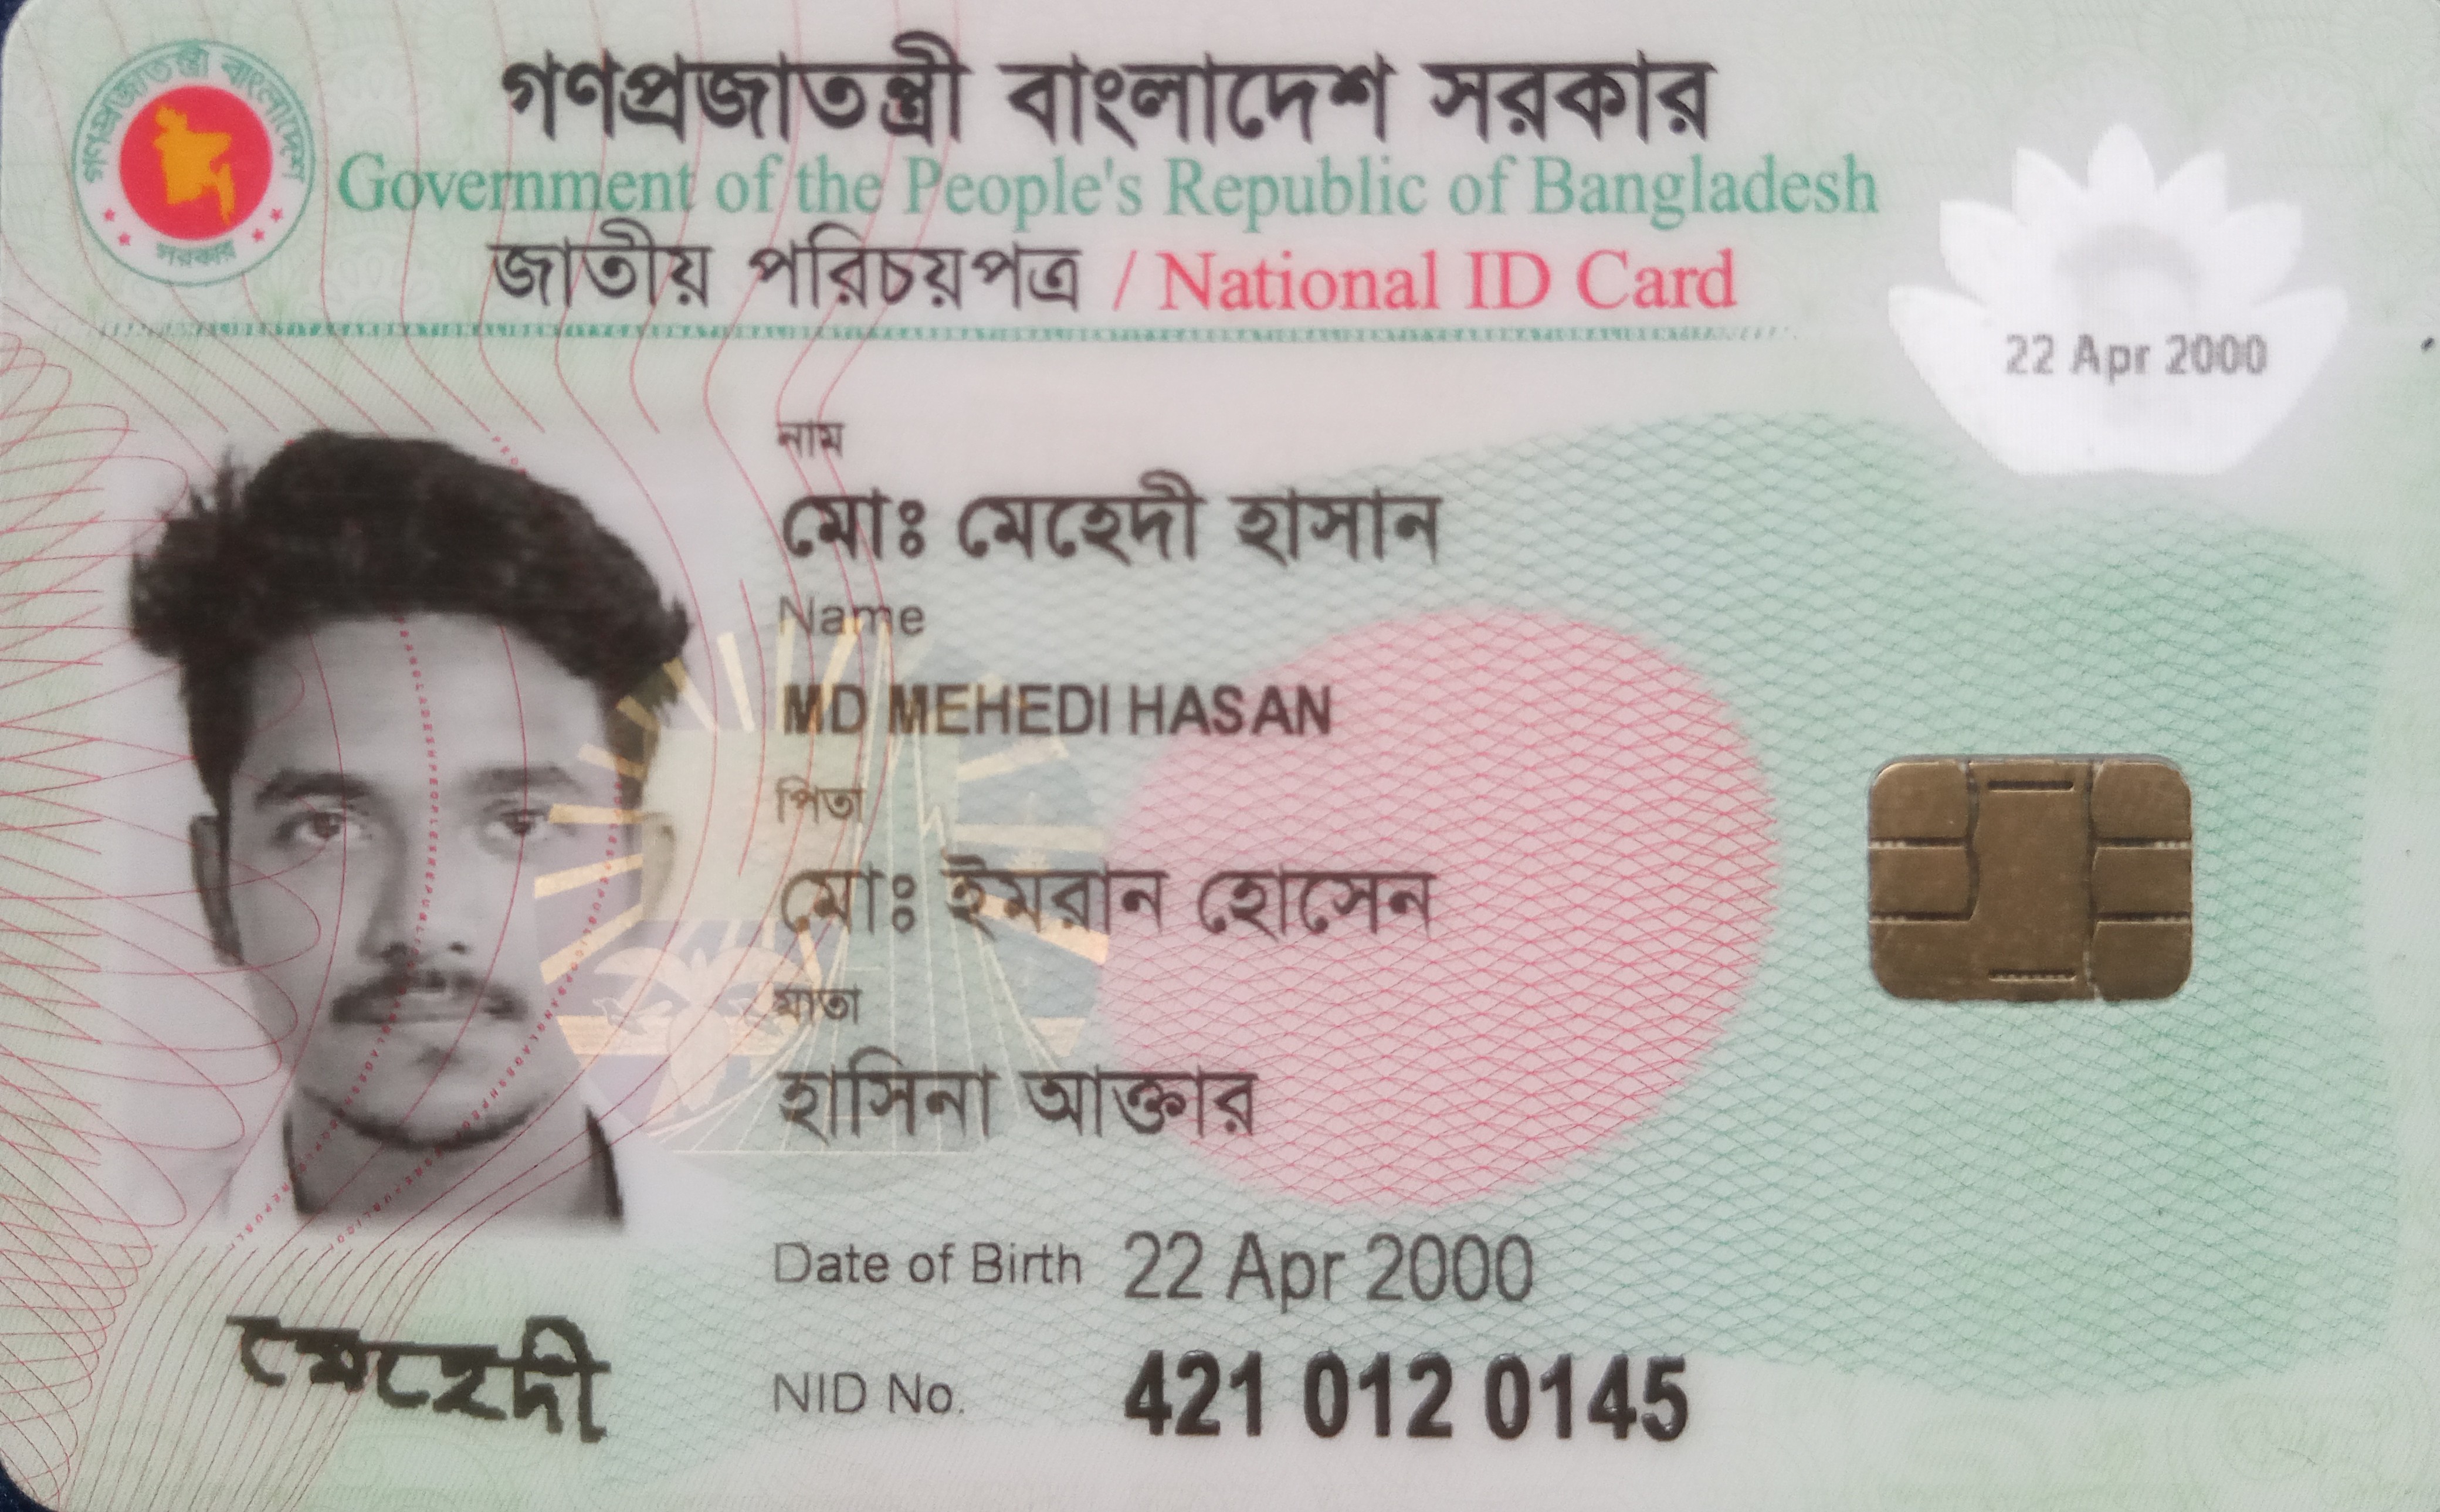 গণপ্রজাতন্ত্রী বাংলাদেশ সরকার
গণপ্রজাতন্ত্রী বাংলাদেশ
সরকার
Government of the People's Republic of Bangladesh
জাতীয় পরিচয়পত্র / National ID Card
22 Apr 2000
নাম
মোঃ মেহেদী হাসান
Name
MD MEHEDI HASAN
পিতা
মোঃ ইমরান হোসেন
মাতা
হাসিনা আক্তার
Date of Birth 22 Apr 2000
মেহেদী
NID No. 421 012 0145